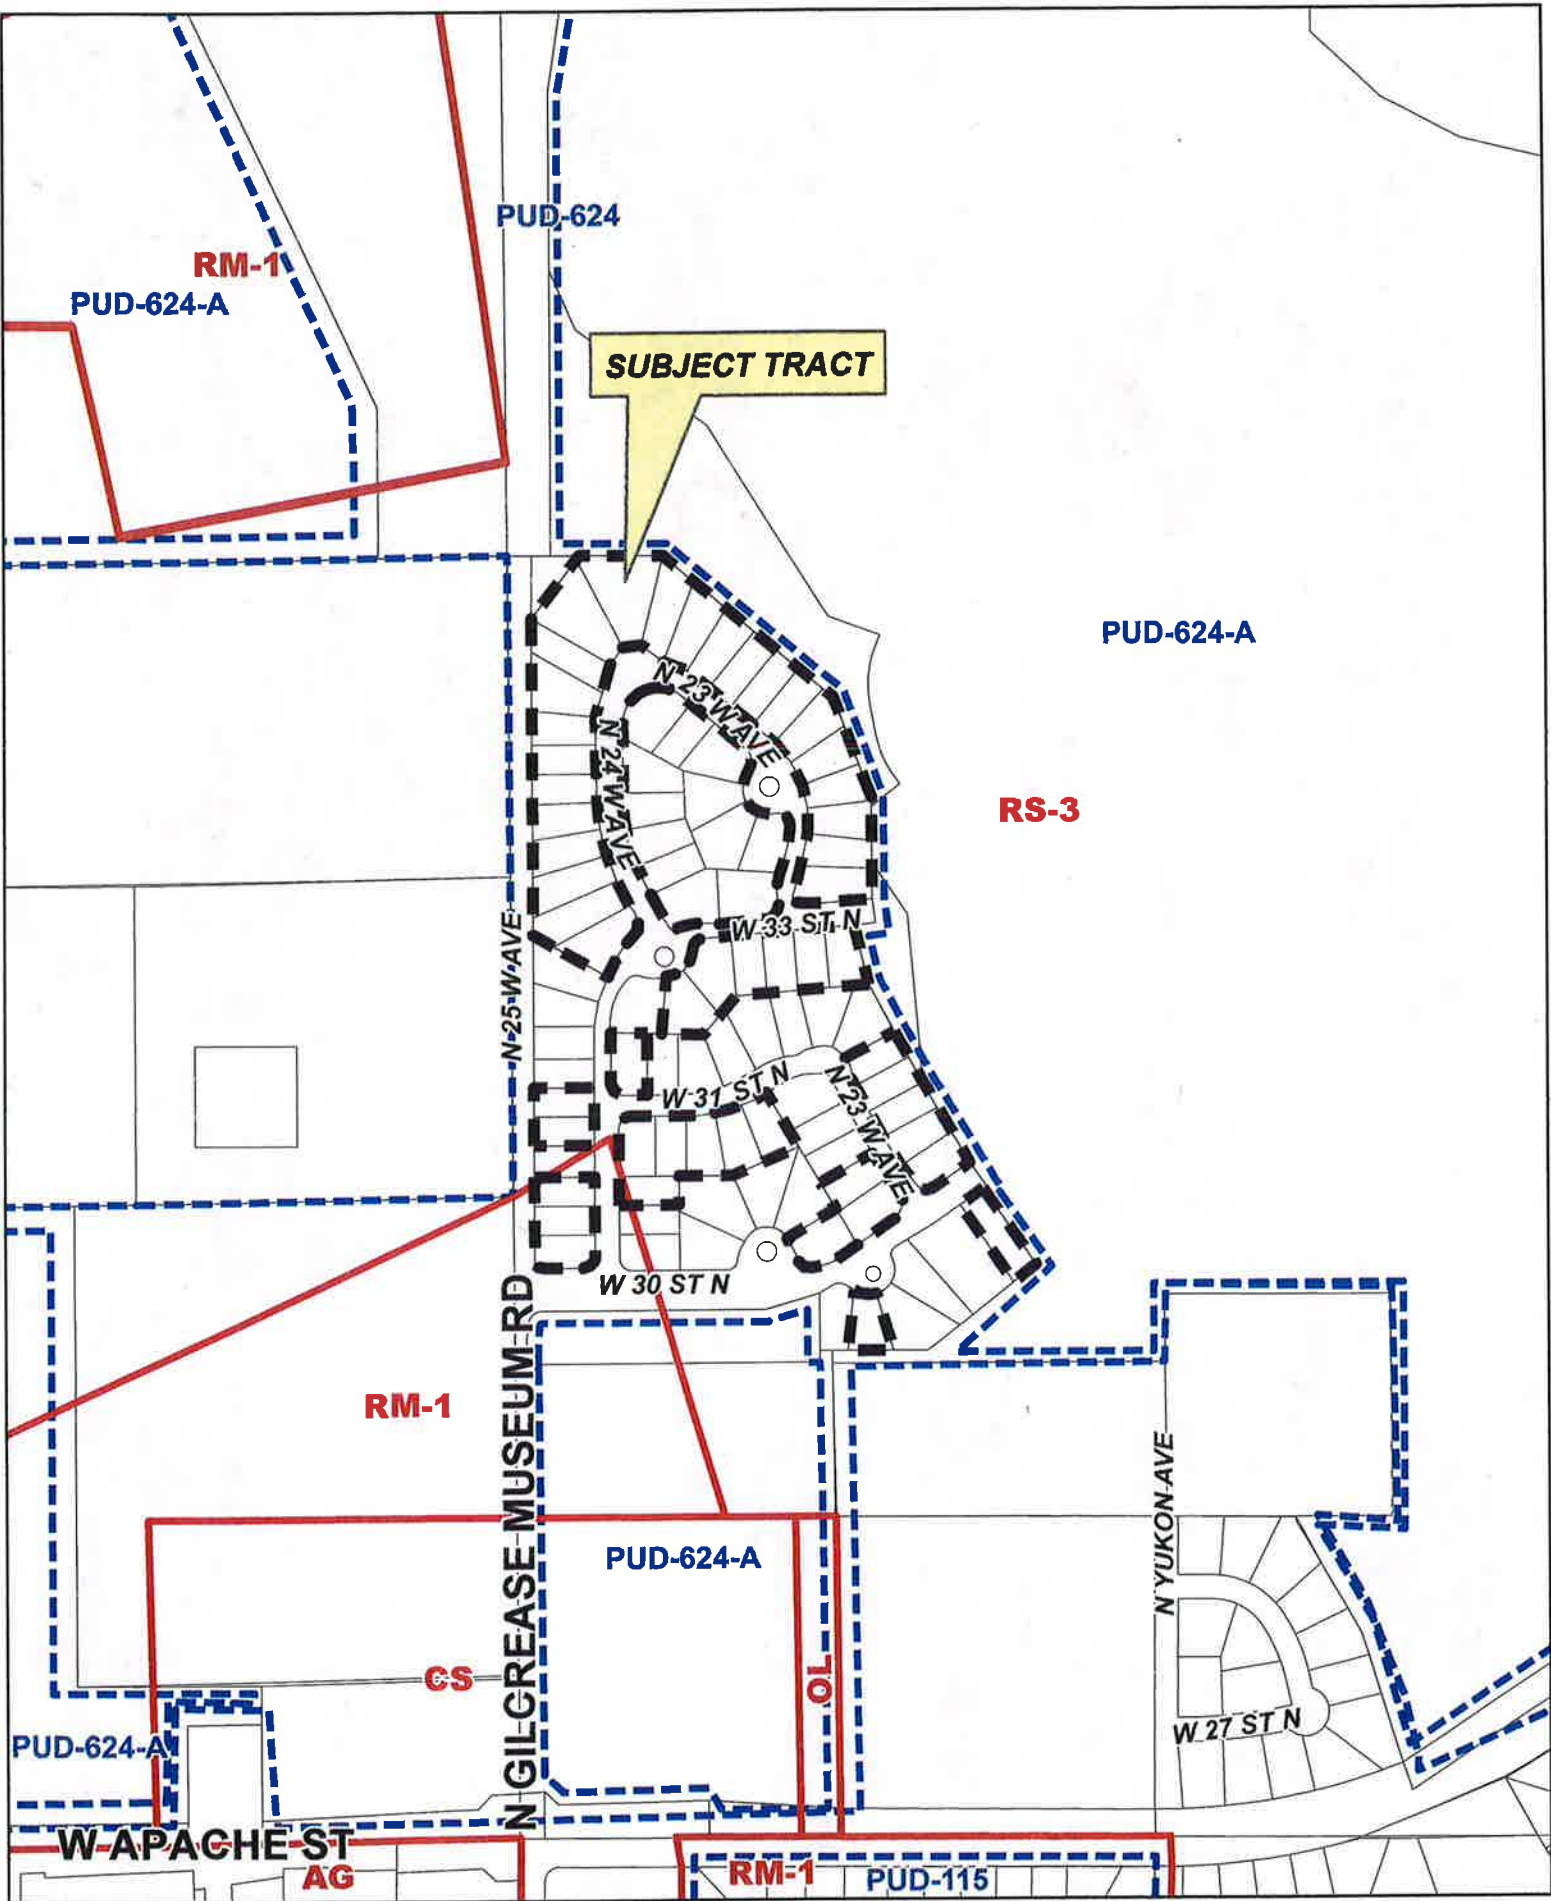 PUD-624
RM-1
PUD-624-A
SUBJECT TRACT
PUD-624-A
N 23 W AVE
N 24 W AVE
RS-3
W 33 ST N
N 25 W AVE
W 31 ST N
N 23 W AVE
W 30 ST N
N GILCREASE MUSEUM RD
RM-1
N YUKON AVE
PUD-624-A
CS
OL
W 27 ST N
PUD-624-A
W APACHE ST
AG
RM-1
PUD-115